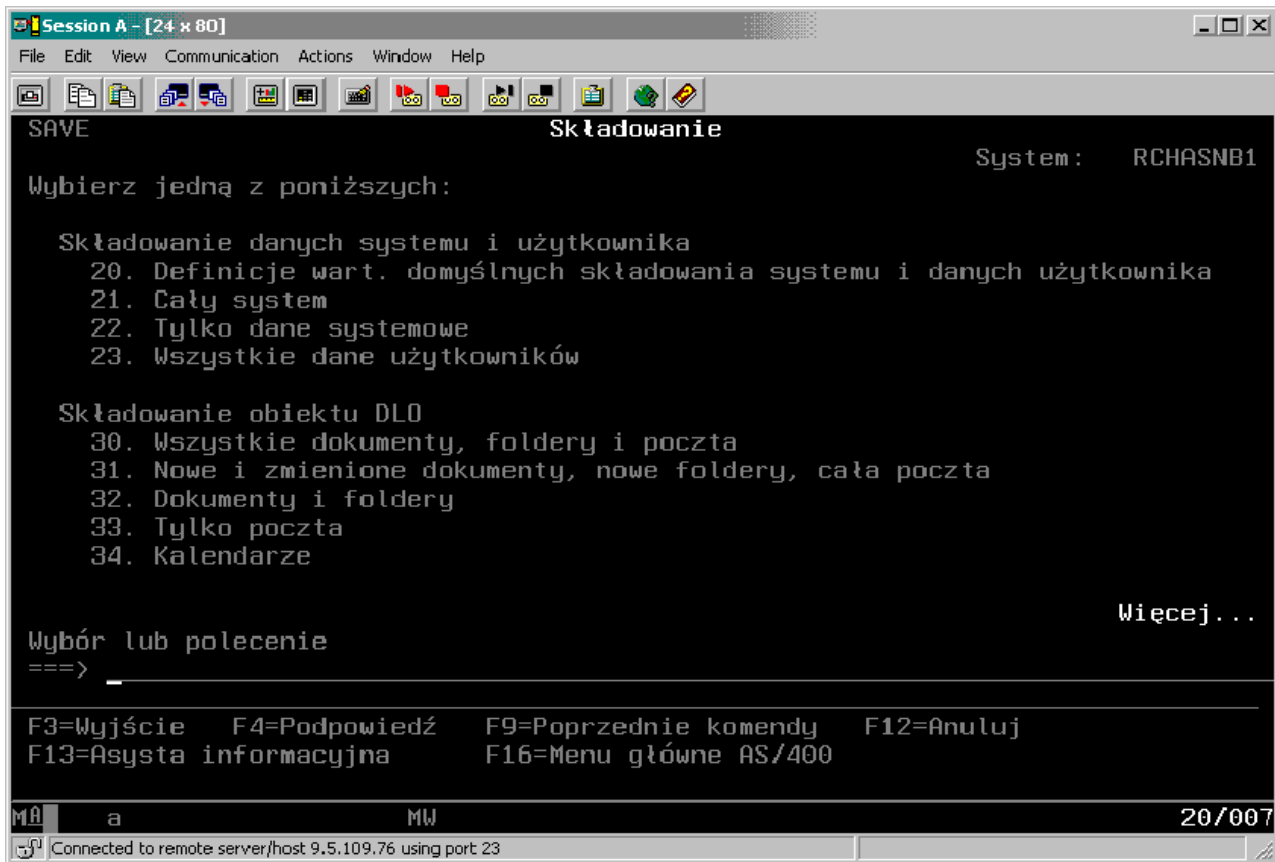 Session A - [24 x 80]
File Edit View Communication Actions Window Help
SAVE Składowanie
System: RCHASNB1
Wybierz jedną z poniższych:
Składowanie danych systemu i użytkownika
20. Definicje wart. domyślnych składowania systemu i danych użytkownika
21. Cały system
22. Tylko dane systemowe
23. Wszystkie dane użytkowników
Składowanie obiektu DLO
30. Wszystkie dokumenty, foldery i poczta
31. Nowe i zmienione dokumenty, nowe foldery, cała poczta
32. Dokumenty i foldery
33. Tylko poczta
34. Kalendarze
Więcej...
Wybór lub polecenie
===>
F3=Wyjście F4=Podpowiedź F9=Poprzednie komendy F12=Anuluj
F13=Asysta informacyjna F16=Menu główne AS/400
MA a MW 20/007
Connected to remote server/host 9.5.109.76 using port 23